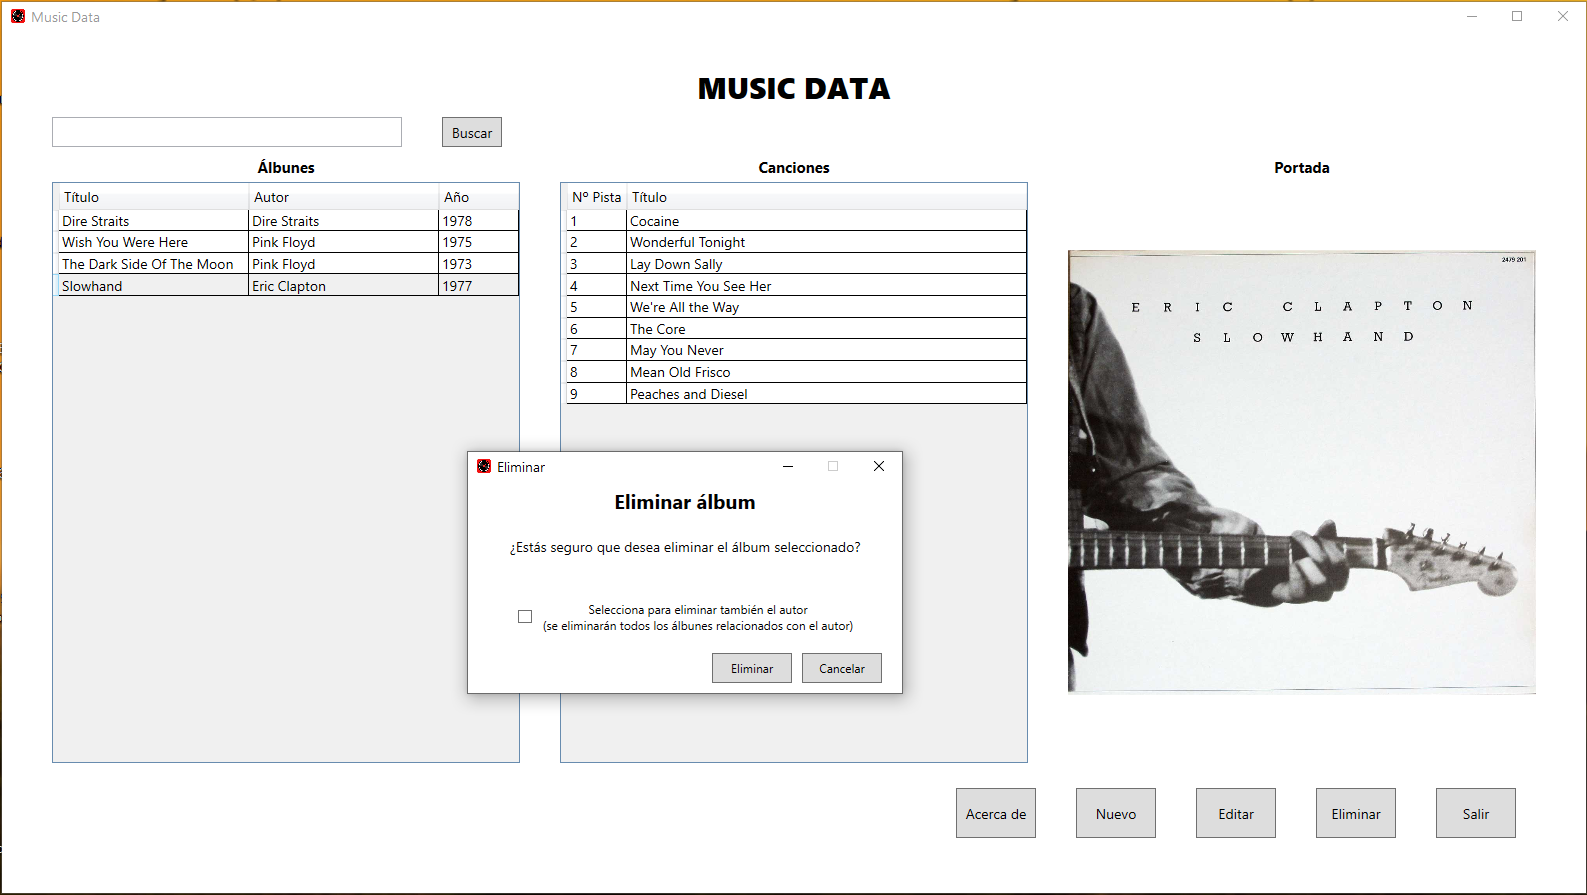 Music Data
MUSIC DATA
Buscar
Álbunes
Título Autor Año
Dire Straits Dire Straits 1978
Wish You Were Here Pink Floyd 1975
The Dark Side Of The Moon Pink Floyd 1973
Slowhand Eric Clapton 1977
Canciones
Nº Pista Título
1 Cocaine
2 Wonderful Tonight
3 Lay Down Sally
4 Next Time You See Her
5 We're All the Way
6 The Core
7 May You Never
8 Mean Old Frisco
9 Peaches and Diesel
Portada
2479 201
ERIC CLAPTON
SLOWHAND
Eliminar
Eliminar álbum
¿Estás seguro que desea eliminar el álbum seleccionado?
Selecciona para eliminar también el autor
(se eliminarán todos los álbunes relacionados con el autor)
Eliminar Cancelar
Acerca de Nuevo Editar Eliminar Salir